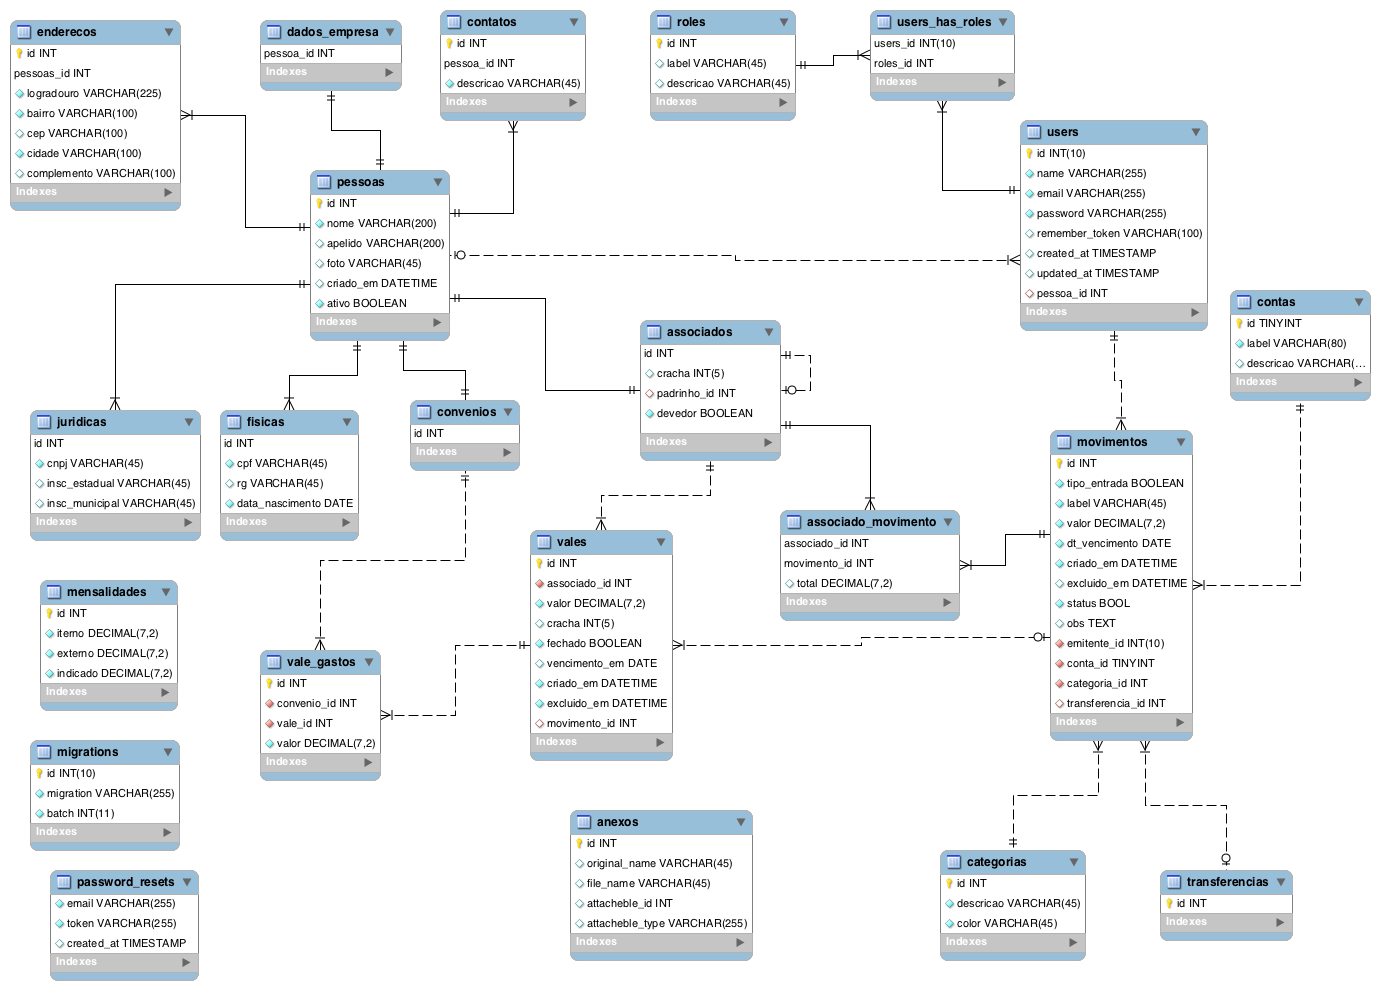 enderecos
id INT
pessoas_id INT
logradouro VARCHAR(225)
bairro VARCHAR(100)
cep VARCHAR(100)
cidade VARCHAR(100)
complemento VARCHAR(100)
Indexes
dados_empresa
pessoa_id INT
Indexes
contatos
id INT
pessoa_id INT
descricao VARCHAR(45)
Indexes
roles
id INT
label VARCHAR(45)
descricao VARCHAR(45)
Indexes
users_has_roles
users_id INT(10)
roles_id INT
Indexes
users
id INT(10)
name VARCHAR(255)
email VARCHAR(255)
password VARCHAR(255)
remember_token VARCHAR(100)
created_at TIMESTAMP
updated_at TIMESTAMP
pessoa_id INT
Indexes
pessoas
id INT
nome VARCHAR(200)
apelido VARCHAR(200)
foto VARCHAR(45)
criado_em DATETIME
ativo BOOLEAN
Indexes
contas
id TINYINT
label VARCHAR(80)
descricao VARCHAR(...
Indexes
associados
id INT
cracha INT(5)
padrinho_id INT
devedor BOOLEAN
Indexes
juridicas
id INT
cnpj VARCHAR(45)
insc_estadual VARCHAR(45)
insc_municipal VARCHAR(45)
Indexes
fisicas
id INT
cpf VARCHAR(45)
rg VARCHAR(45)
data_nascimento DATE
Indexes
convenios
id INT
Indexes
movimentos
id INT
tipo_entrada BOOLEAN
label VARCHAR(45)
valor DECIMAL(7,2)
dt_vencimento DATE
criado_em DATETIME
excluido_em DATETIME
status BOOL
obs TEXT
emitente_id INT(10)
conta_id TINYINT
categoria_id INT
transferencia_id INT
Indexes
associado_movimento
associado_id INT
movimento_id INT
total DECIMAL(7,2)
Indexes
vales
id INT
associado_id INT
valor DECIMAL(7,2)
cracha INT(5)
fechado BOOLEAN
vencimento_em DATE
criado_em DATETIME
excluido_em DATETIME
movimento_id INT
Indexes
mensalidades
id INT
iterno DECIMAL(7,2)
externo DECIMAL(7,2)
indicado DECIMAL(7,2)
Indexes
vale_gastos
id INT
convenio_id INT
vale_id INT
valor DECIMAL(7,2)
Indexes
migrations
id INT(10)
migration VARCHAR(255)
batch INT(11)
Indexes
password_resets
email VARCHAR(255)
token VARCHAR(255)
created_at TIMESTAMP
Indexes
anexos
id INT
original_name VARCHAR(45)
file_name VARCHAR(45)
attacheble_id INT
attacheble_type VARCHAR(255)
Indexes
categorias
id INT
descricao VARCHAR(45)
color VARCHAR(45)
Indexes
transferencias
id INT
Indexes